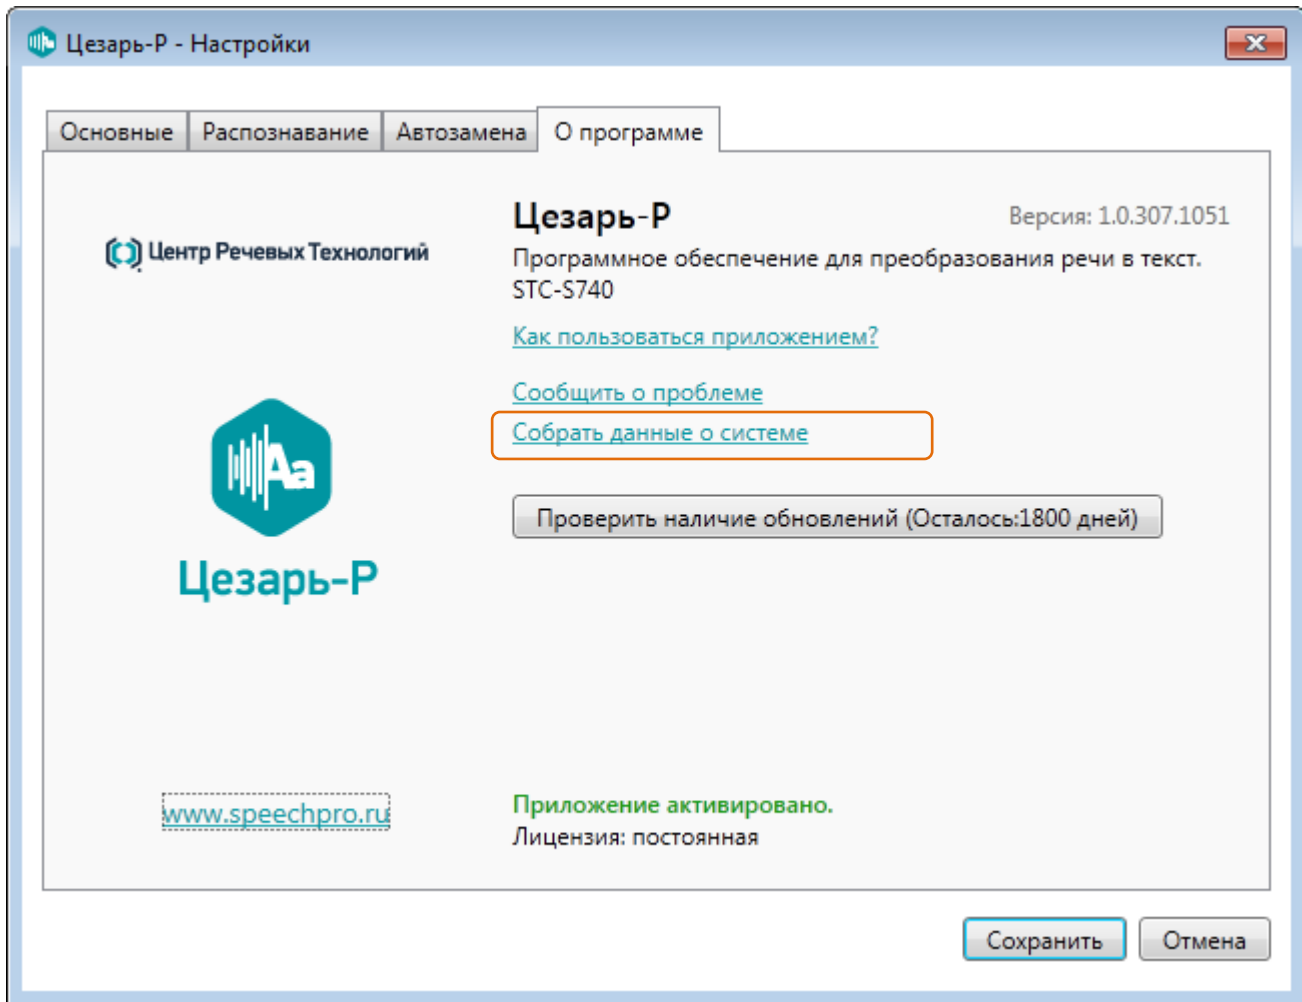 Цезарь-Р - Настройки
Основные Распознавание Автозамена О программе
Центр Речевых Технологий
Цезарь-Р
Версия: 1.0.307.1051
Программное обеспечение для преобразования речи в текст.
STC-S740
Как пользоваться приложением?
Сообщить о проблеме
Собрать данные о системе
Аа
Проверить наличие обновлений (Осталось:1800 дней)
Цезарь-Р
www.speechpro.ru
Приложение активировано.
Лицензия: постоянная
Сохранить Отмена